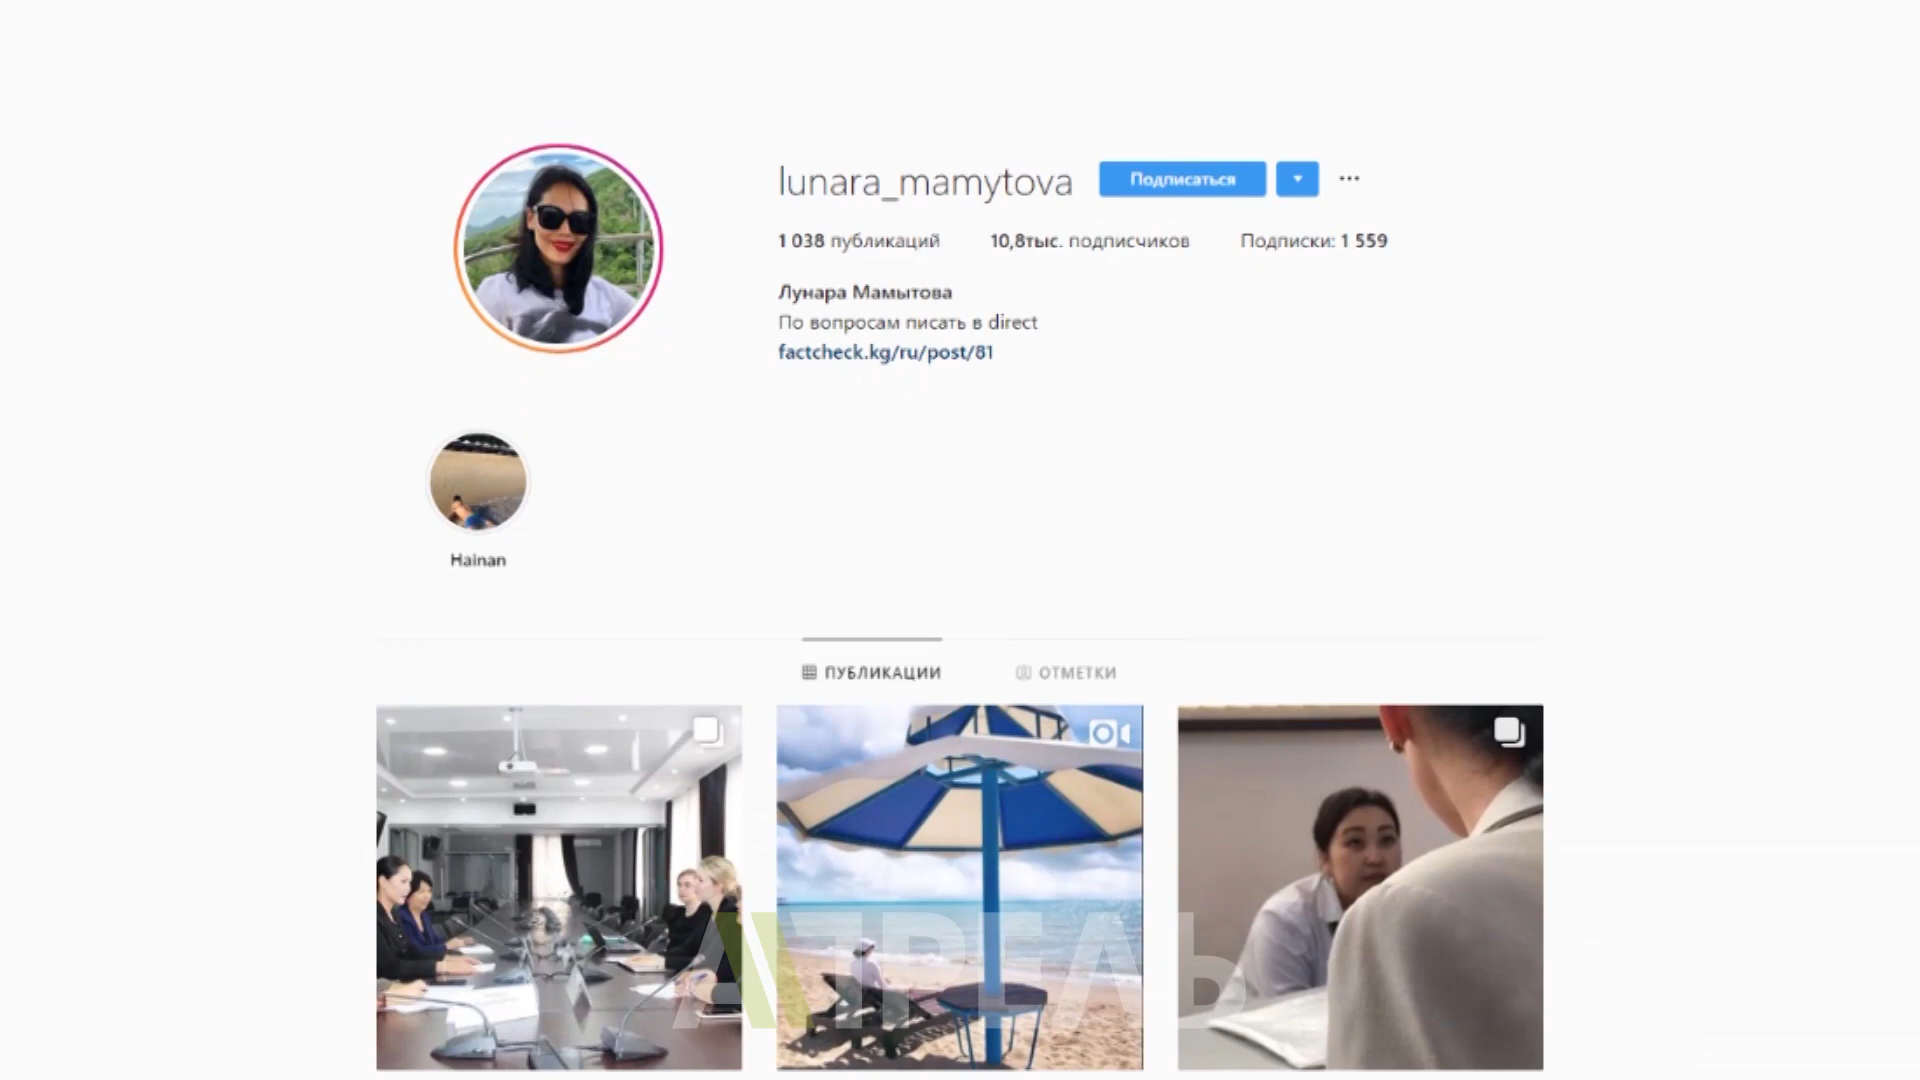 lunara_mamytova
Подписаться
1 038 публикаций 10,8тыс. подписчиков Подписки: 1 559
Лунара Мамытова
По вопросам писать в direct
factcheck.kg/ru/post/81
Hainan
ПУБЛИКАЦИИ ОТМЕТКИ
АПРЕЛЬ